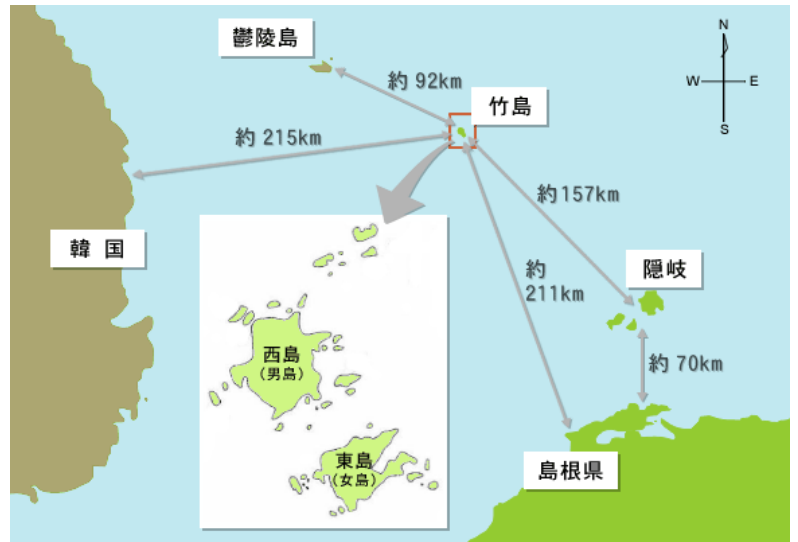 鬱陵島
N
W
E
S
約 92km
竹島
約 215km
約157km
韓 国
隠岐
約
211km
西島
（男島）
約 70km
東島
（女島）
島根県